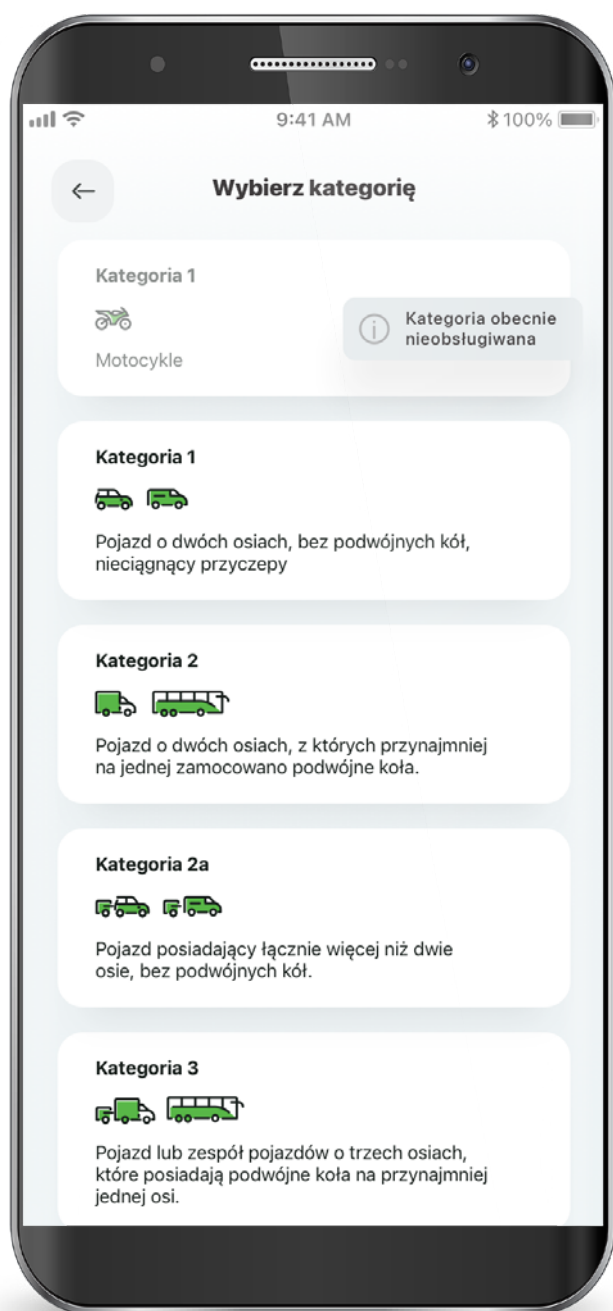 9:41 AM
100%
Wybierz kategorię
Kategoria 1
Motocykle
Kategoria obecnie
nieobsługiwana
Kategoria 1
Pojazd o dwóch osiach, bez podwójnych kół,
nieciągnący przyczepy
Kategoria 2
Pojazd o dwóch osiach, z których przynajmniej
na jednej zamocowano podwójne koła.
Kategoria 2a
Pojazd posiadający łącznie więcej niż dwie
osie, bez podwójnych kół.
Kategoria 3
Pojazd lub zespół pojazdów o trzech osiach,
które posiadają podwójne koła na przynajmniej
jednej osi.